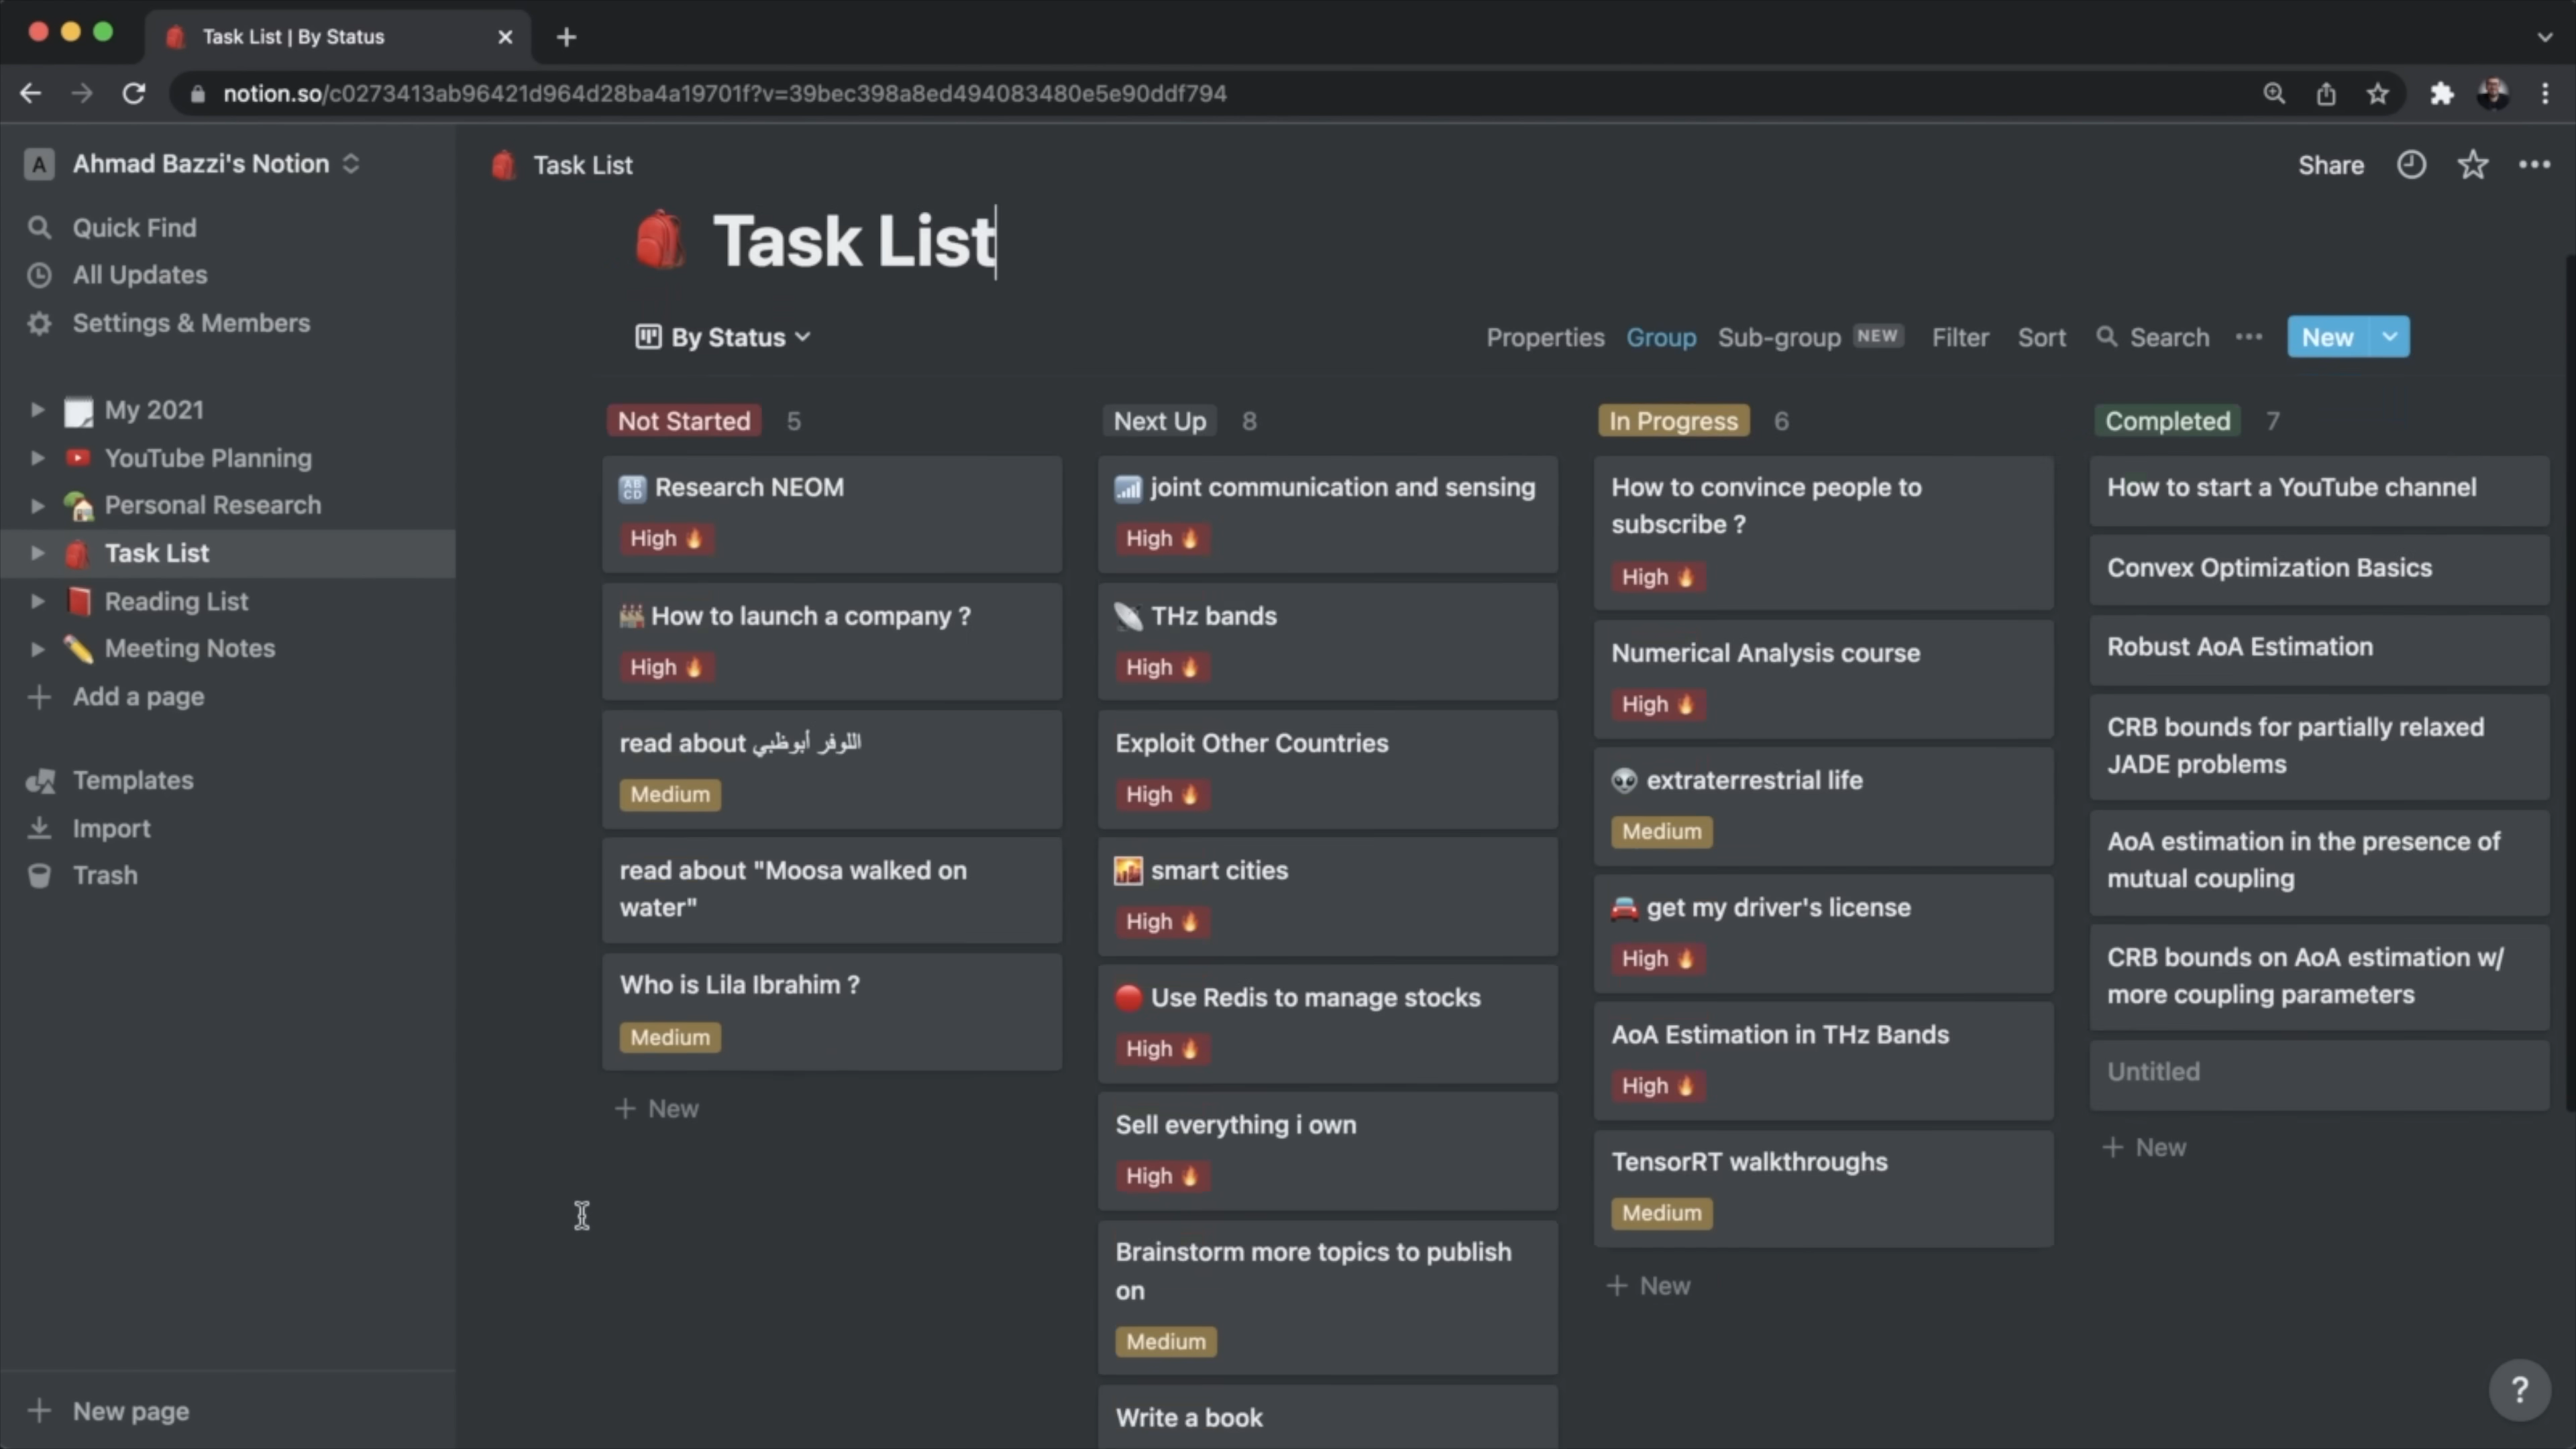 Task List | By Status
notion.so/c0273413ab96421d964d28ba4a19701f?v=39bec398a8ed494083480e5e90ddf794
A Ahmad Bazzi's Notion
Quick Find
All Updates
Settings & Members
My 2021
YouTube Planning
Personal Research
Task List
Reading List
Meeting Notes
Add a page
Templates
Import
Trash
New page
Task List
Share
Task List
By Status
Properties Group Sub-group NEW Filter Sort Search New
Not Started 5
Research NEOM
High
How to launch a company ?
High
read about اللوفر أبوظبي
Medium
read about "Moosa walked on
water"
Who is Lila Ibrahim ?
Medium
New
Next Up 8
joint communication and sensing
High
THz bands
High
Exploit Other Countries
High
smart cities
High
Use Redis to manage stocks
High
Sell everything i own
High
Brainstorm more topics to publish
on
Medium
Write a book
In Progress 6
How to convince people to
subscribe ?
High
Numerical Analysis course
High
extraterrestrial life
Medium
get my driver's license
High
AoA Estimation in THz Bands
High
TensorRT walkthroughs
Medium
New
Completed 7
How to start a YouTube channel
Convex Optimization Basics
Robust AoA Estimation
CRB bounds for partially relaxed
JADE problems
AoA estimation in the presence of
mutual coupling
CRB bounds on AoA estimation w/
more coupling parameters
Untitled
New
?